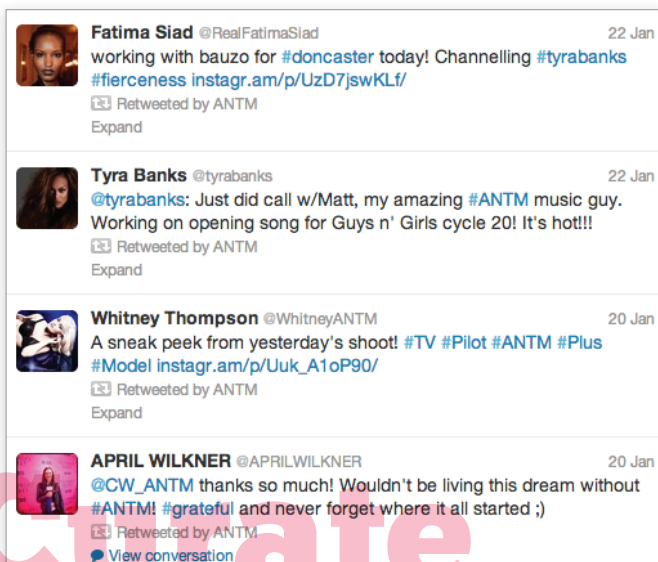 Fatima Siad @RealFatimaSiad 22 Jan
working with bauzo for #doncaster today! Channelling #tyrabanks
#fierceness instagr.am/p/UzD7jswKLf/
Retweeted by ANTM
Expand
Tyra Banks @tyrabanks 22 Jan
@tyrabanks: Just did call w/Matt, my amazing #ANTM music guy.
Working on opening song for Guys n' Girls cycle 20! It's hot!!!
Retweeted by ANTM
Expand
Whitney Thompson @WhitneyANTM 20 Jan
A sneak peek from yesterday's shoot! #TV #Pilot #ANTM #Plus
#Model instagr.am/p/Uuk_A1oP90/
Retweeted by ANTM
Expand
APRIL WILKNER @APRILWILKNER 20 Jan
@CW_ANTM thanks so much! Wouldn't be living this dream without
#ANTM! #grateful and never forget where it all started ;)
Retweeted by ANTM
View conversation
Curate